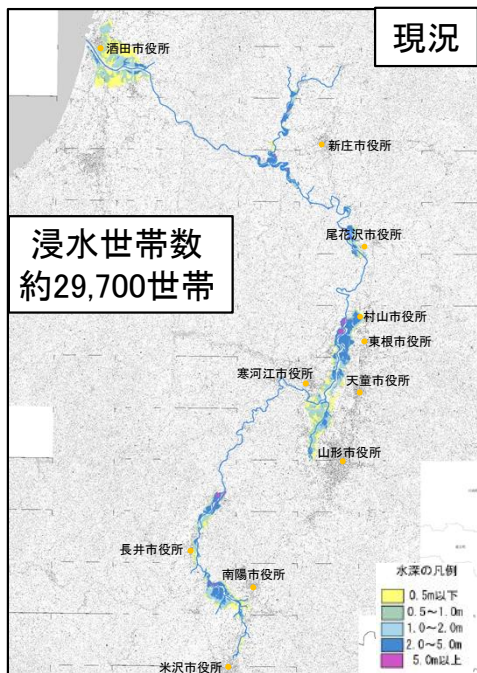 現況
酒田市役所
新庄市役所
尾花沢市役所
浸水世帯数
約29,700世帯
村山市役所
東根市役所
寒河江市役所
天童市役所
山形市役所
長井市役所
南陽市役所
米沢市役所
水深の凡例
0.5m以下
0.5～1.0m
1.0～2.0m
2.0～5.0m
5.0m以上